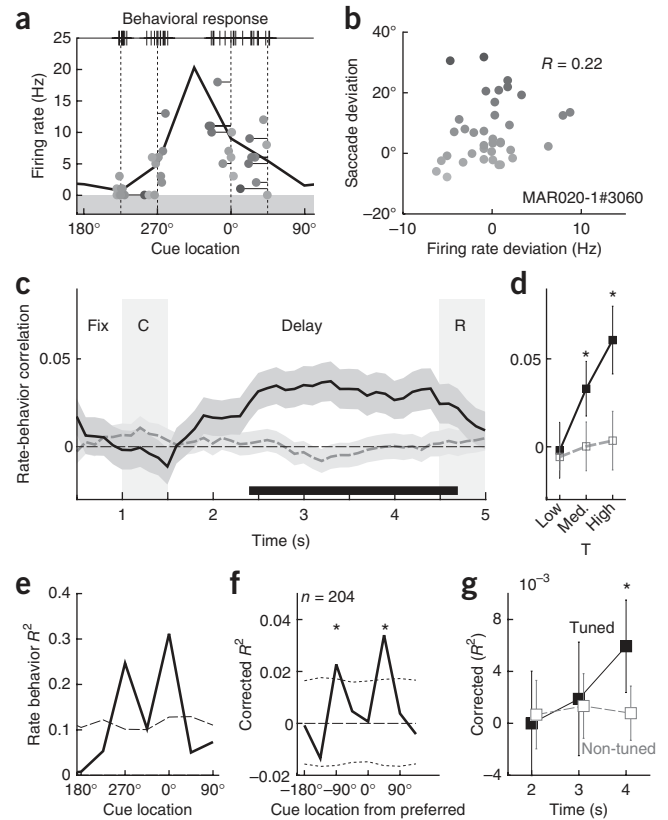 a
Behavioral response
25
20
15
10
5
0
Firing rate (Hz)
180° 270° 0° 90°
Cue location
b
40°
20°
0°
−20°
Saccade deviation
R = 0.22
MAR020-1#3060
−10 0 10
Firing rate deviation (Hz)
c
Fix C Delay R
0.05
0
Rate-behavior correlation
1 2 3 4 5
Time (s)
d
0.05
0
* *
Low Med. High
T
e
0.4
0.3
0.2
0.1
0
Rate behavior R²
180° 270° 0° 90°
Cue location
f
n = 204
0.04
0.02
0
−0.02
Corrected R²
* *
−180° −90° 0° 90°
Cue location from preferred
g
10⁻³
8
4
0
−4
Corrected (R²)
*
Tuned
Non-tuned
2 3 4
Time (s)